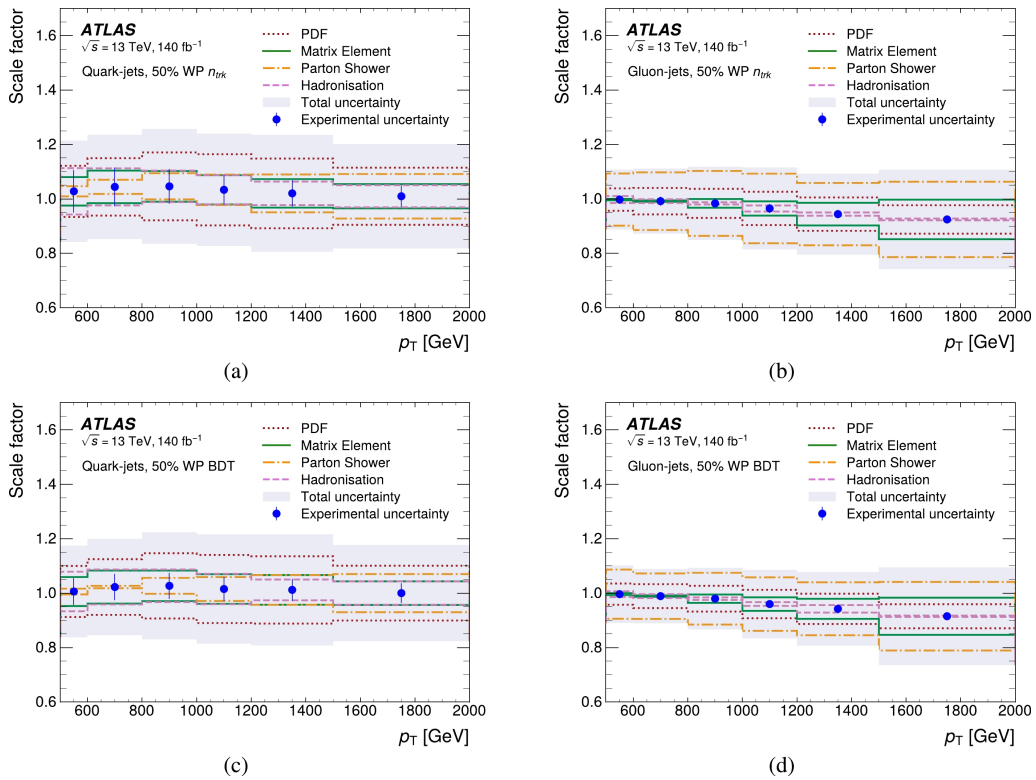 ATLAS
√s = 13 TeV, 140 fb⁻¹
Quark-jets, 50% WP nₜᵣₖ
PDF
Matrix Element
Parton Shower
Hadronisation
Total uncertainty
Experimental uncertainty
Scale factor
1.6
1.4
1.2
1.0
0.8
0.6
600 800 1000 1200 1400 1600 1800 2000
p_T [GeV]
(a)
ATLAS
√s = 13 TeV, 140 fb⁻¹
Gluon-jets, 50% WP nₜᵣₖ
PDF
Matrix Element
Parton Shower
Hadronisation
Total uncertainty
Experimental uncertainty
Scale factor
1.6
1.4
1.2
1.0
0.8
0.6
600 800 1000 1200 1400 1600 1800 2000
p_T [GeV]
(b)
ATLAS
√s = 13 TeV, 140 fb⁻¹
Quark-jets, 50% WP BDT
PDF
Matrix Element
Parton Shower
Hadronisation
Total uncertainty
Experimental uncertainty
Scale factor
1.6
1.4
1.2
1.0
0.8
0.6
600 800 1000 1200 1400 1600 1800 2000
p_T [GeV]
(c)
ATLAS
√s = 13 TeV, 140 fb⁻¹
Gluon-jets, 50% WP BDT
PDF
Matrix Element
Parton Shower
Hadronisation
Total uncertainty
Experimental uncertainty
Scale factor
1.6
1.4
1.2
1.0
0.8
0.6
600 800 1000 1200 1400 1600 1800 2000
p_T [GeV]
(d)